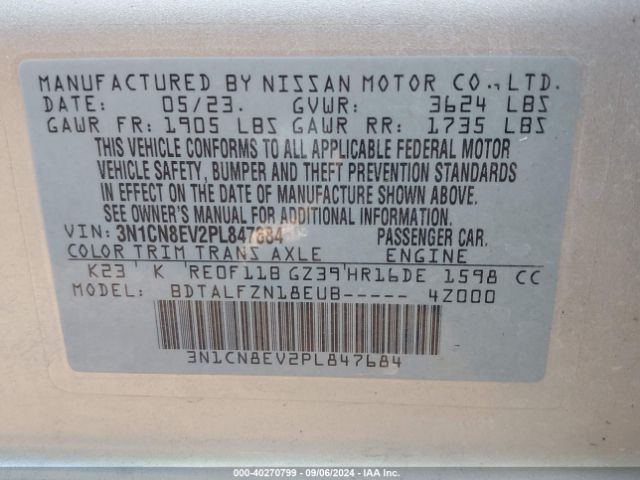 MANUFACTURED BY NISSAN MOTOR CO., LTD.
DATE: 05/23. GVWR: 3624 LBS
GAWR FR: 1905 LBS GAWR RR: 1735 LBS
THIS VEHICLE CONFORMS TO ALL APPLICABLE FEDERAL MOTOR
VEHICLE SAFETY, BUMPER AND THEFT PREVENTION STANDARDS
IN EFFECT ON THE DATE OF MANUFACTURE SHOWN ABOVE.
SEE OWNER'S MANUAL FOR ADDITIONAL INFORMATION.
VIN: 3N1CN8EV2PL847684 PASSENGER CAR.
COLOR TRIM TRANS AXLE ENGINE
K23 ' K 'RE0F11B GZ39'HR16DE 1598 CC
MODEL: BDTALFZN18EUB----- 4Z000
3N1CN8EV2PL847684
000-40270799 - 09/06/2024 - IAA Inc.